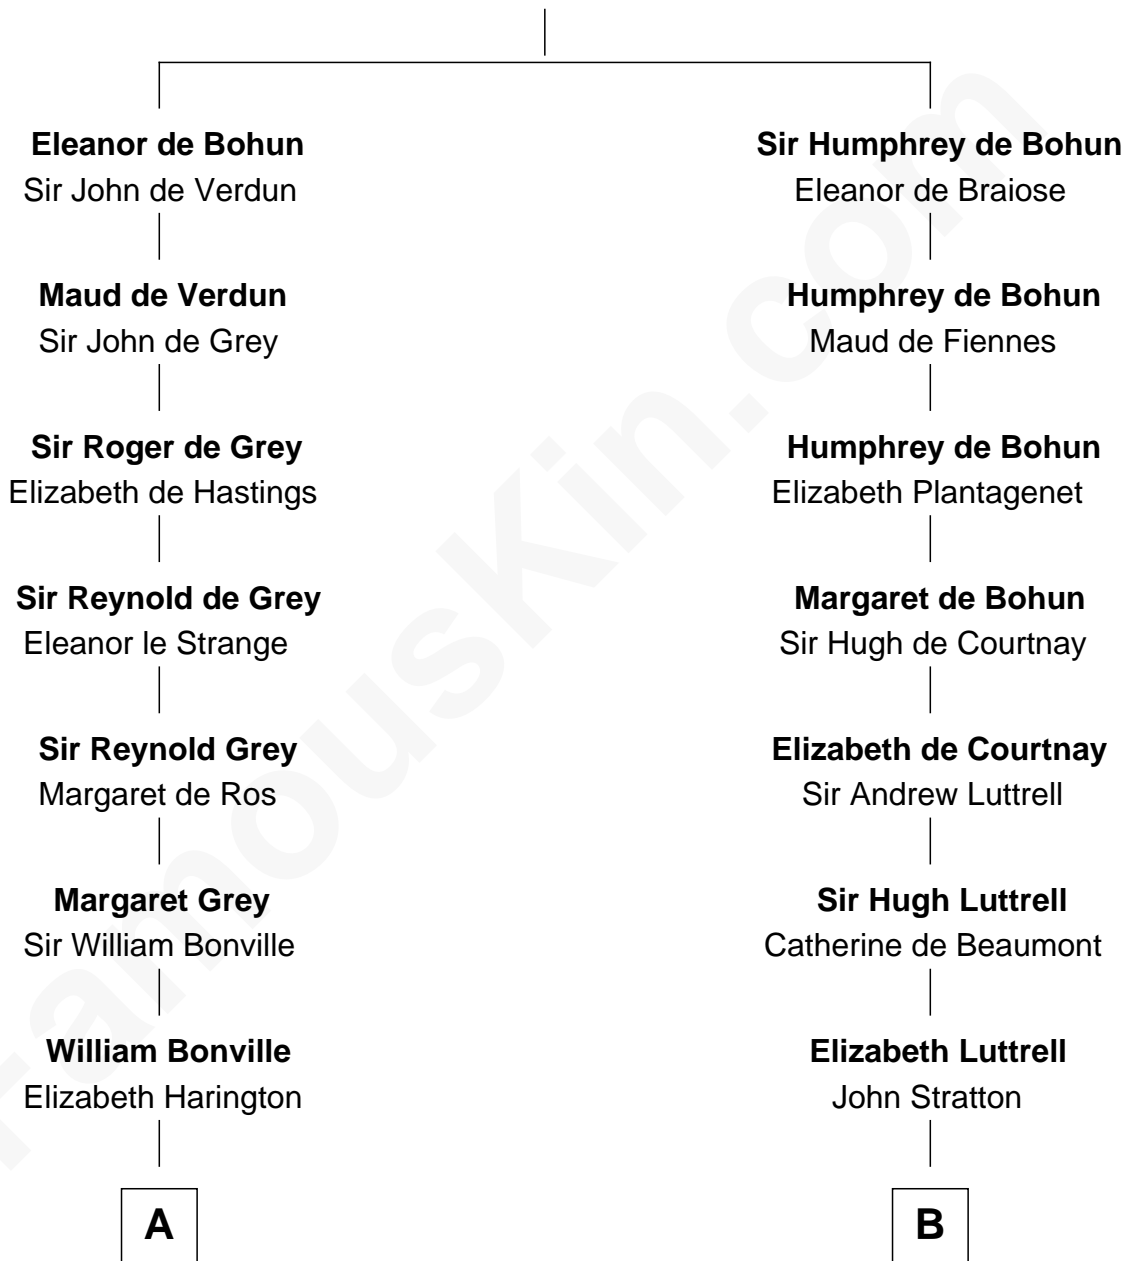 Eleanor de Bohun
Sir John de Verdun
Maud de Verdun
Sir John de Grey
Sir Roger de Grey
Elizabeth de Hastings
Sir Reynold de Grey
Eleanor le Strange
Sir Reynold Grey
Margaret de Ros
Margaret Grey
Sir William Bonville
William Bonville
Elizabeth Harington
A
Sir Humphrey de Bohun
Eleanor de Braiose
Humphrey de Bohun
Maud de Fiennes
Humphrey de Bohun
Elizabeth Plantagenet
Margaret de Bohun
Sir Hugh de Courtnay
Elizabeth de Courtnay
Sir Andrew Luttrell
Sir Hugh Luttrell
Catherine de Beaumont
Elizabeth Luttrell
John Stratton
B
FamousKin.com